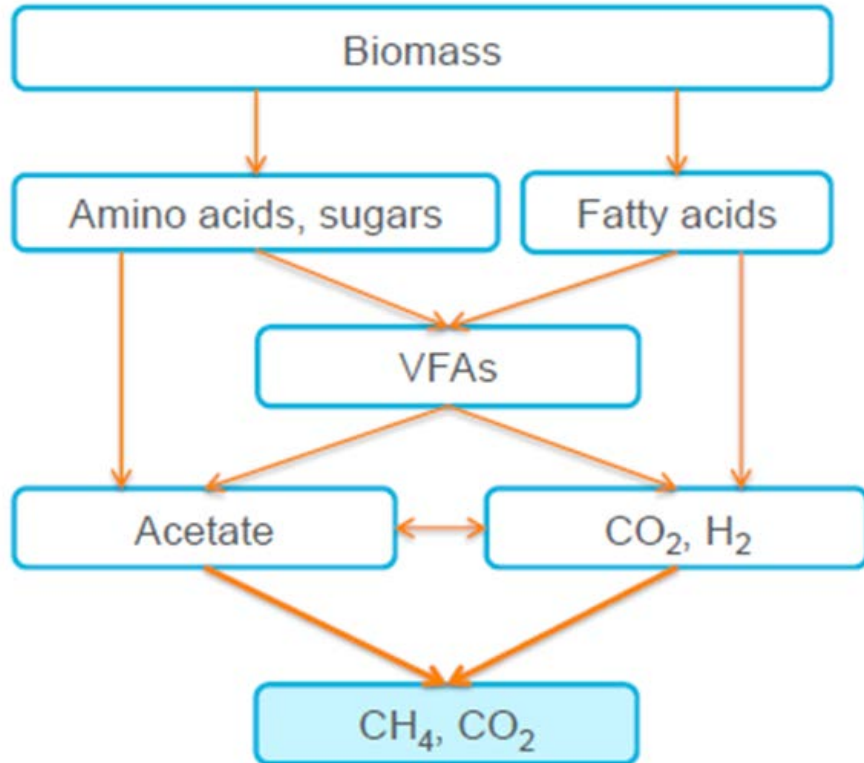 Biomass
Amino acids, sugars
Fatty acids
VFAs
Acetate
CO₂, H₂
CH₄, CO₂